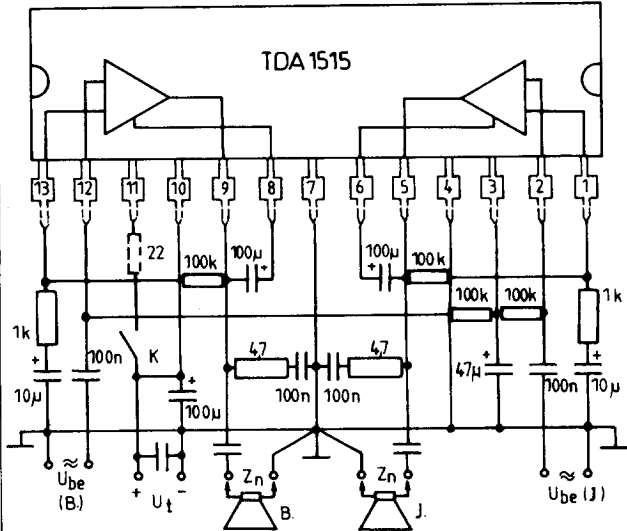 TDA 1515
13 12 11 10 9 8 7 6 5 4 3 2 1
22
100k
100µ
+
100µ
+
100k
1k
100k
100k
1k
+
10µ
100n
K
+
100µ
4,7
100n
100n
4,7
+
47µ
100n
+
10µ
≈
Ube
(B.)
+ Ut -
Zn
B.
Zn
J.
≈
Ube (J.)